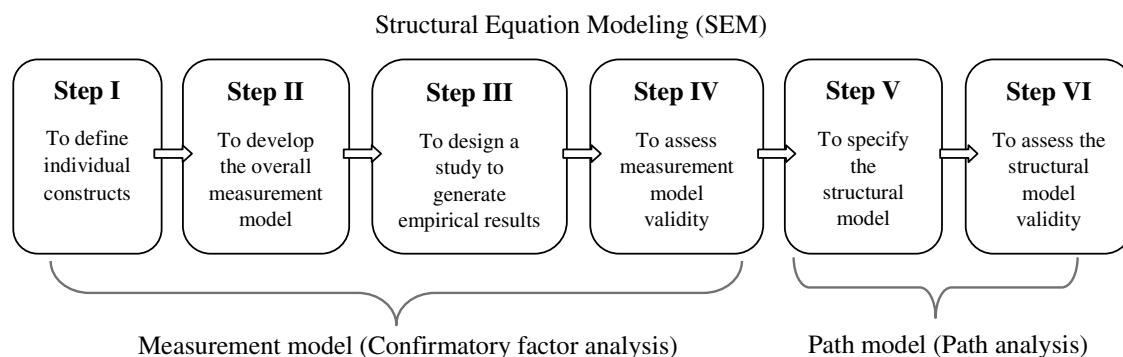 Structural Equation Modeling (SEM)
Step I
To define
individual
constructs
Step II
To develop
the overall
measurement
model
Step III
To design a
study to
generate
empirical results
Step IV
To assess
measurement
model
validity
Step V
To specify
the
structural
model
Step VI
To assess the
structural
model
validity
Measurement model (Confirmatory factor analysis)
Path model (Path analysis)